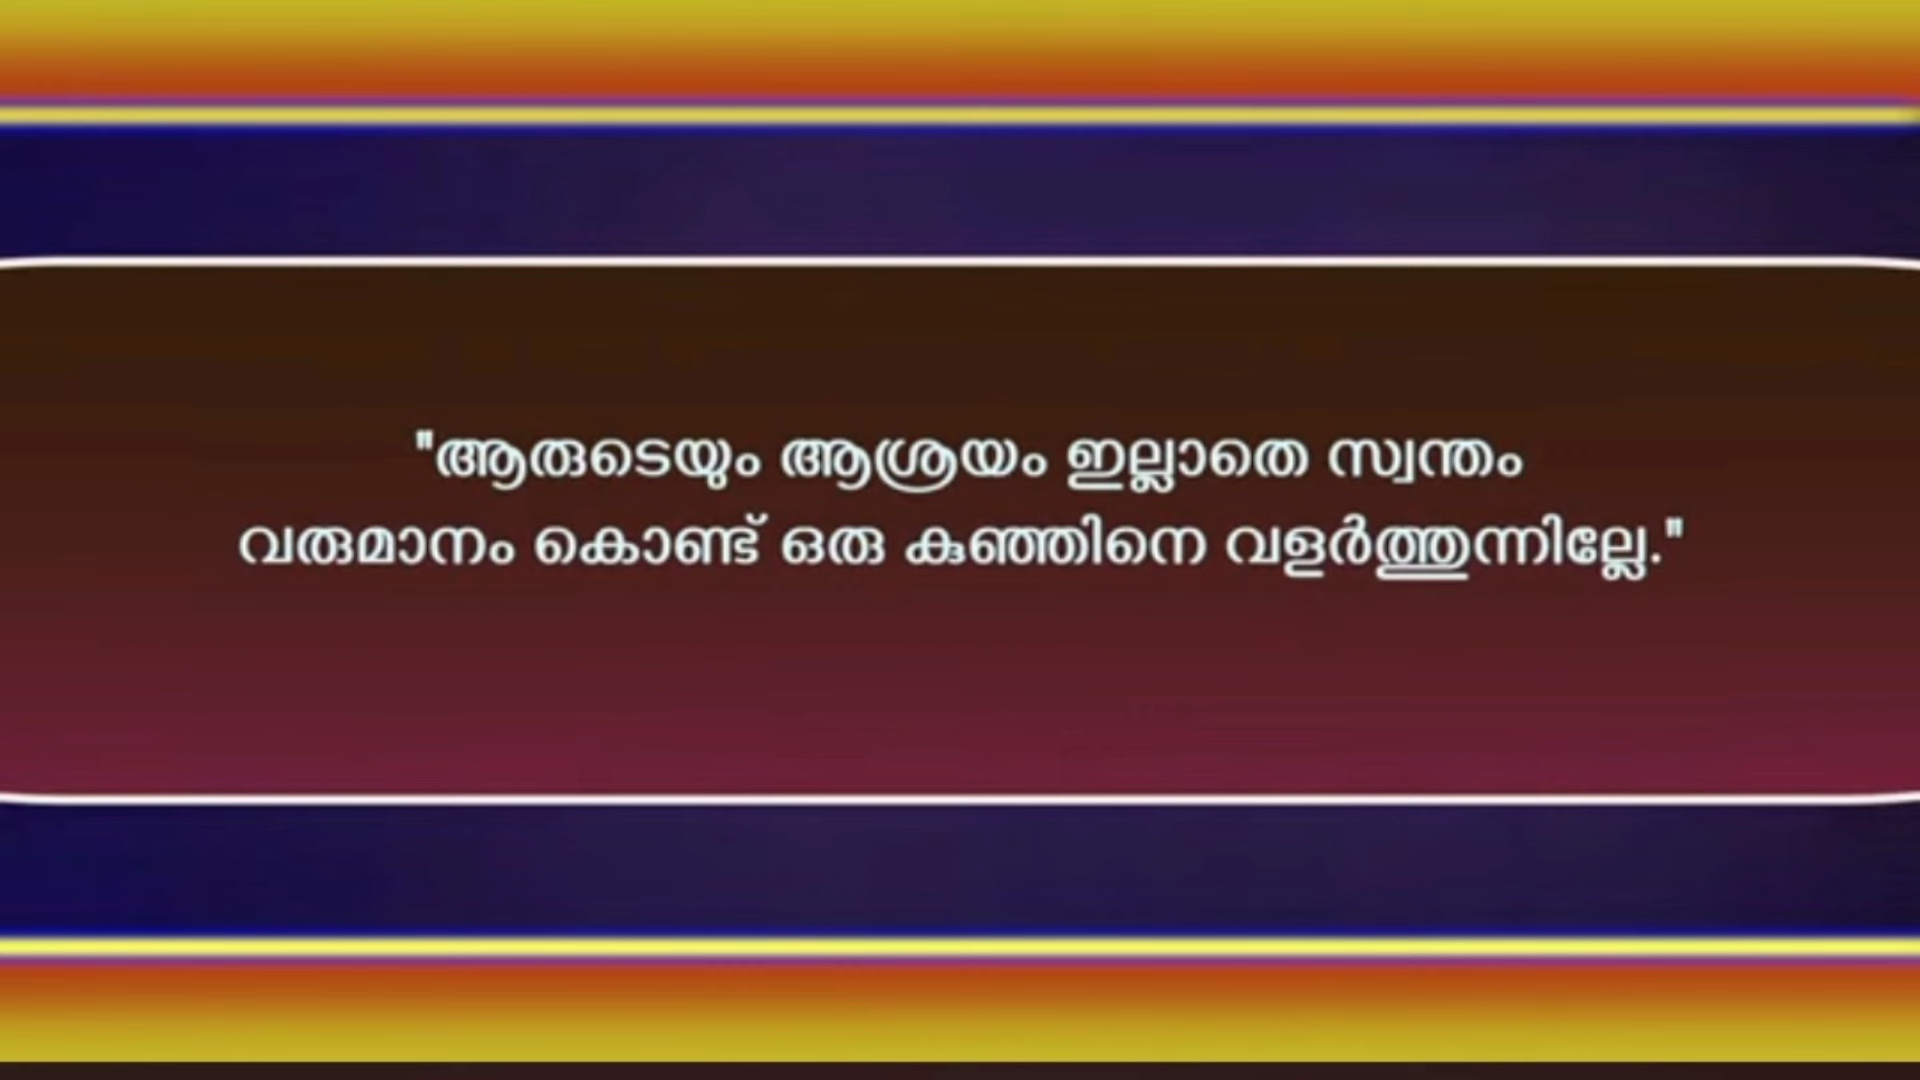 "ആരുടെയും ആശ്രയം ഇല്ലാതെ സ്വന്തം
വരുമാനം കൊണ്ട് ഒരു കുഞ്ഞിനെ വളർത്തുന്നില്ലേ."